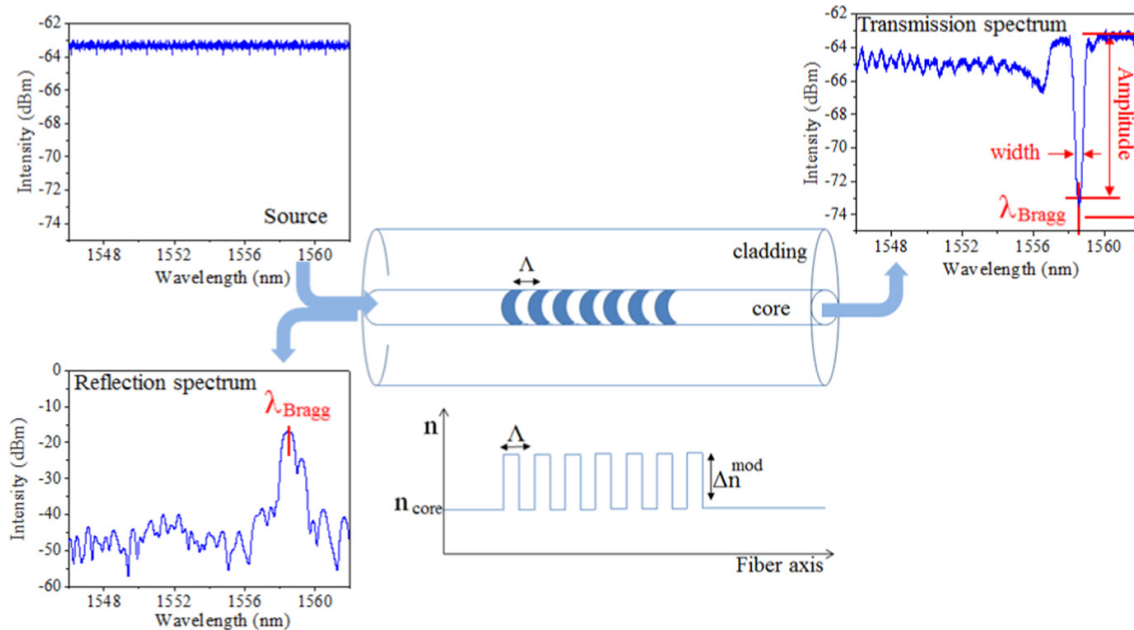 -62
-64
-66
-68
-70
-72
-74
Intensity (dBm)
Source
1548 1552 1556 1560
Wavelength (nm)
Transmission spectrum
-62
-64
-66
-68
-70
-72
-74
Intensity (dBm)
Amplitude
width
λBragg
1548 1552 1556 1560
Wavelength (nm)
cladding
Λ
core
Reflection spectrum
λBragg
0
-10
-20
-30
-40
-50
-60
Intensity (dBm)
1548 1552 1556 1560
Wavelength (nm)
n
Λ
Δn mod
n core
Fiber axis